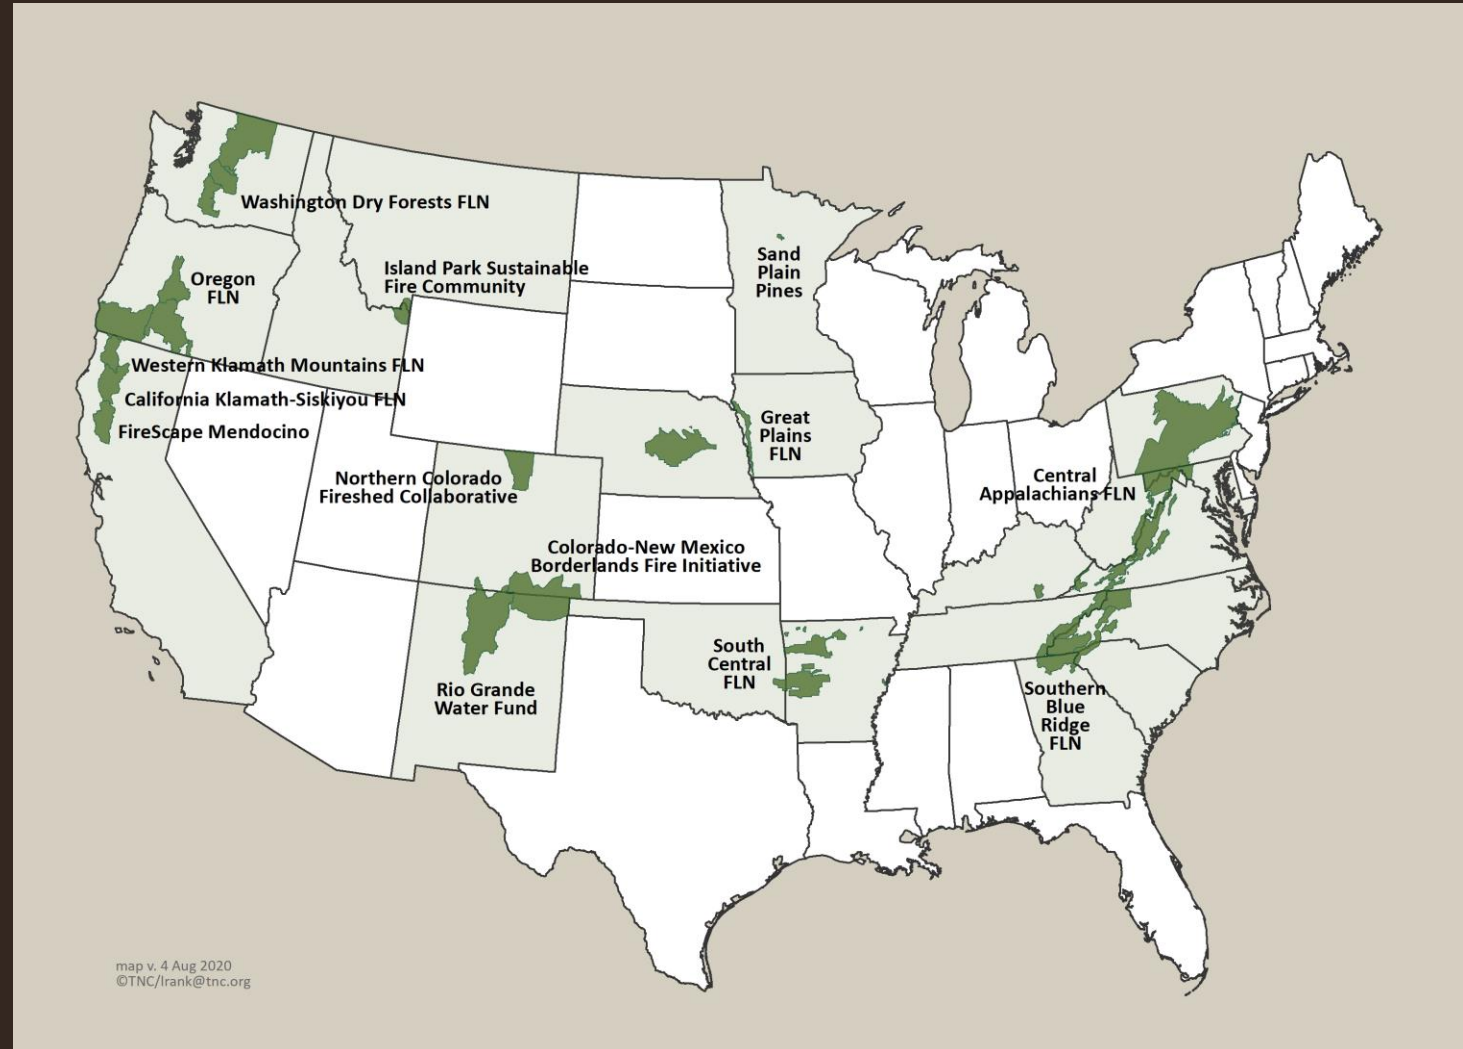 Washington Dry Forests FLN
Island Park Sustainable
Fire Community
Oregon
FLN
Sand
Plain
Pines
Western Klamath Mountains FLN
California Klamath-Siskiyou FLN
FireScape Mendocino
Great
Plains
FLN
Northern Colorado
Fireshed Collaborative
Central
Appalachians FLN
Colorado-New Mexico
Borderlands Fire Initiative
South
Central
FLN
Rio Grande
Water Fund
Southern
Blue
Ridge
FLN
map v. 4 Aug 2020
©TNC/lrank@tnc.org